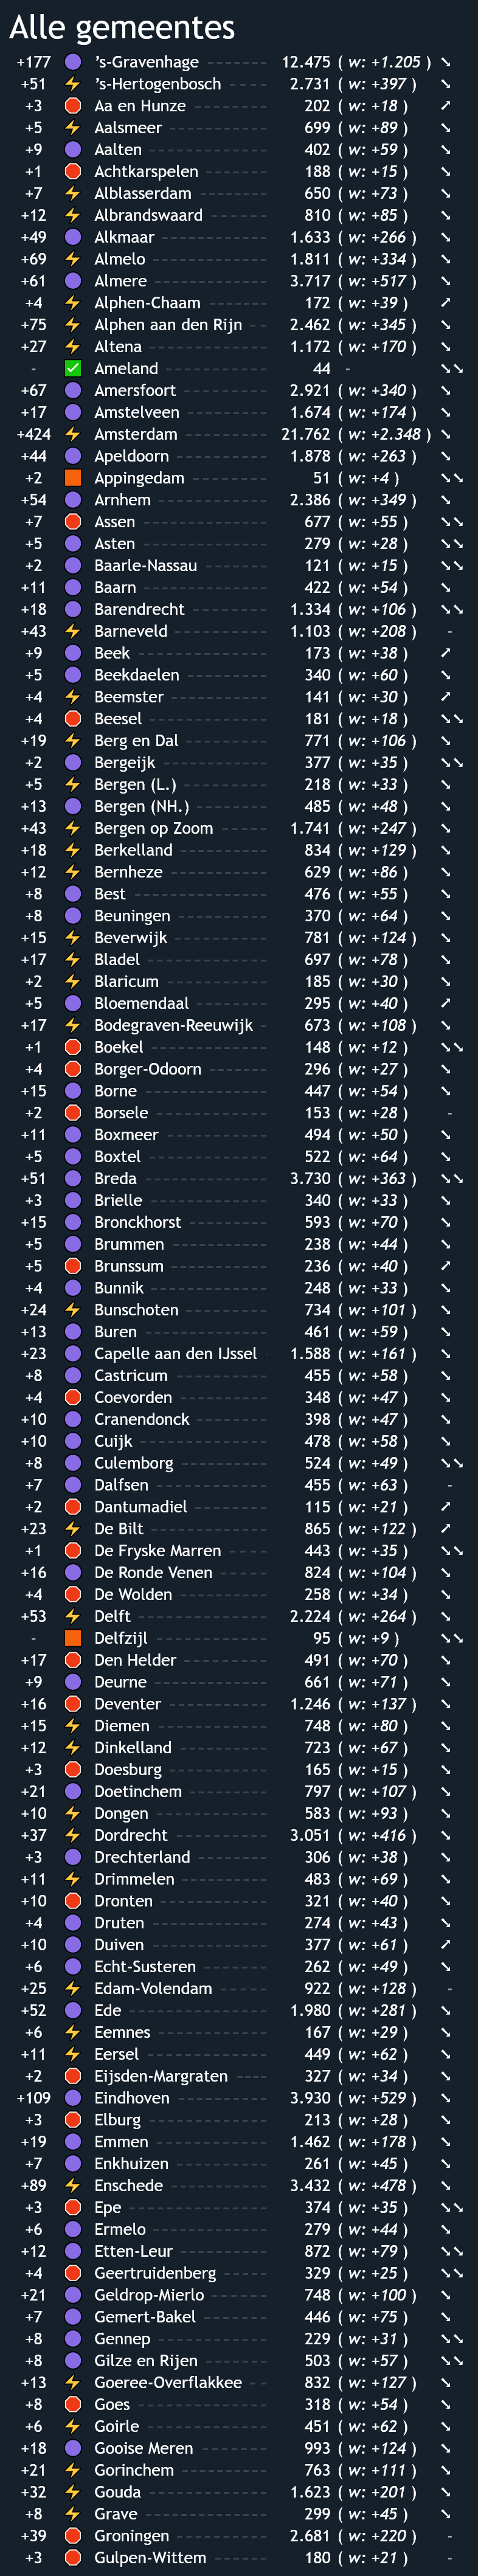 Alle gemeentes
+177 's-Gravenhage 12.475 ( w: +1.205 )
+51 's-Hertogenbosch 2.731 ( w: +397 )
+3 Aa en Hunze 202 ( w: +18 )
+5 Aalsmeer 699 ( w: +89 )
+9 Aalten 402 ( w: +59 )
+1 Achtkarspelen 188 ( w: +15 )
+7 Alblasserdam 650 ( w: +73 )
+12 Albrandswaard 810 ( w: +85 )
+49 Alkmaar 1.633 ( w: +266 )
+69 Almelo 1.811 ( w: +334 )
+61 Almere 3.717 ( w: +517 )
+4 Alphen-Chaam 172 ( w: +39 )
+75 Alphen aan den Rijn 2.462 ( w: +345 )
+27 Altena 1.172 ( w: +170 )
- Ameland 44 -
+67 Amersfoort 2.921 ( w: +340 )
+17 Amstelveen 1.674 ( w: +174 )
+424 Amsterdam 21.762 ( w: +2.348 )
+44 Apeldoorn 1.878 ( w: +263 )
+2 Appingedam 51 ( w: +4 )
+54 Arnhem 2.386 ( w: +349 )
+7 Assen 677 ( w: +55 )
+5 Asten 279 ( w: +28 )
+2 Baarle-Nassau 121 ( w: +15 )
+11 Baarn 422 ( w: +54 )
+18 Barendrecht 1.334 ( w: +106 )
+43 Barneveld 1.103 ( w: +208 ) -
+9 Beek 173 ( w: +38 )
+5 Beekdaelen 340 ( w: +60 )
+4 Beemster 141 ( w: +30 )
+4 Beesel 181 ( w: +18 )
+19 Berg en Dal 771 ( w: +106 )
+2 Bergeijk 377 ( w: +35 )
+5 Bergen (L.) 218 ( w: +33 )
+13 Bergen (NH.) 485 ( w: +48 )
+43 Bergen op Zoom 1.741 ( w: +247 )
+18 Berkelland 834 ( w: +129 )
+12 Bernheze 629 ( w: +86 )
+8 Best 476 ( w: +55 )
+8 Beuningen 370 ( w: +64 )
+15 Beverwijk 781 ( w: +124 )
+17 Bladel 697 ( w: +78 )
+2 Blaricum 185 ( w: +30 )
+5 Bloemendaal 295 ( w: +40 )
+17 Bodegraven-Reeuwijk 673 ( w: +108 )
+1 Boekel 148 ( w: +12 )
+4 Borger-Odoorn 296 ( w: +27 )
+15 Borne 447 ( w: +54 )
+2 Borsele 153 ( w: +28 ) -
+11 Boxmeer 494 ( w: +50 )
+5 Boxtel 522 ( w: +64 )
+51 Breda 3.730 ( w: +363 )
+3 Brielle 340 ( w: +33 )
+15 Bronckhorst 593 ( w: +70 )
+5 Brummen 238 ( w: +44 )
+5 Brunssum 236 ( w: +40 )
+4 Bunnik 248 ( w: +33 )
+24 Bunschoten 734 ( w: +101 )
+13 Buren 461 ( w: +59 )
+23 Capelle aan den IJssel 1.588 ( w: +161 )
+8 Castricum 455 ( w: +58 )
+4 Coevorden 348 ( w: +47 )
+10 Cranendonck 398 ( w: +47 )
+10 Cuijk 478 ( w: +58 )
+8 Culemborg 524 ( w: +49 )
+7 Dalfsen 455 ( w: +63 ) -
+2 Dantumadiel 115 ( w: +21 )
+23 De Bilt 865 ( w: +122 )
+1 De Fryske Marren 443 ( w: +35 )
+16 De Ronde Venen 824 ( w: +104 )
+4 De Wolden 258 ( w: +34 )
+53 Delft 2.224 ( w: +264 )
- Delfzijl 95 ( w: +9 )
+17 Den Helder 491 ( w: +70 )
+9 Deurne 661 ( w: +71 )
+16 Deventer 1.246 ( w: +137 )
+15 Diemen 748 ( w: +80 )
+12 Dinkelland 723 ( w: +67 )
+3 Doesburg 165 ( w: +15 )
+21 Doetinchem 797 ( w: +107 )
+10 Dongen 583 ( w: +93 )
+37 Dordrecht 3.051 ( w: +416 )
+3 Drechterland 306 ( w: +38 )
+11 Drimmelen 483 ( w: +69 )
+10 Dronten 321 ( w: +40 )
+4 Druten 274 ( w: +43 )
+10 Duiven 377 ( w: +61 )
+6 Echt-Susteren 262 ( w: +49 )
+25 Edam-Volendam 922 ( w: +128 ) -
+52 Ede 1.980 ( w: +281 )
+6 Eemnes 167 ( w: +29 )
+11 Eersel 449 ( w: +62 )
+2 Eijsden-Margraten 327 ( w: +34 )
+109 Eindhoven 3.930 ( w: +529 )
+3 Elburg 213 ( w: +28 )
+19 Emmen 1.462 ( w: +178 )
+7 Enkhuizen 261 ( w: +45 )
+89 Enschede 3.432 ( w: +478 )
+3 Epe 374 ( w: +35 )
+6 Ermelo 279 ( w: +44 )
+12 Etten-Leur 872 ( w: +79 )
+4 Geertruidenberg 329 ( w: +25 )
+21 Geldrop-Mierlo 748 ( w: +100 )
+7 Gemert-Bakel 446 ( w: +75 )
+8 Gennep 229 ( w: +31 )
+8 Gilze en Rijen 503 ( w: +57 )
+13 Goeree-Overflakkee 832 ( w: +127 )
+8 Goes 318 ( w: +54 )
+6 Goirle 451 ( w: +62 )
+18 Gooise Meren 993 ( w: +124 )
+21 Gorinchem 763 ( w: +111 )
+32 Gouda 1.623 ( w: +201 )
+8 Grave 299 ( w: +45 )
+39 Groningen 2.681 ( w: +220 ) -
+3 Gulpen-Wittem 180 ( w: +21 ) -